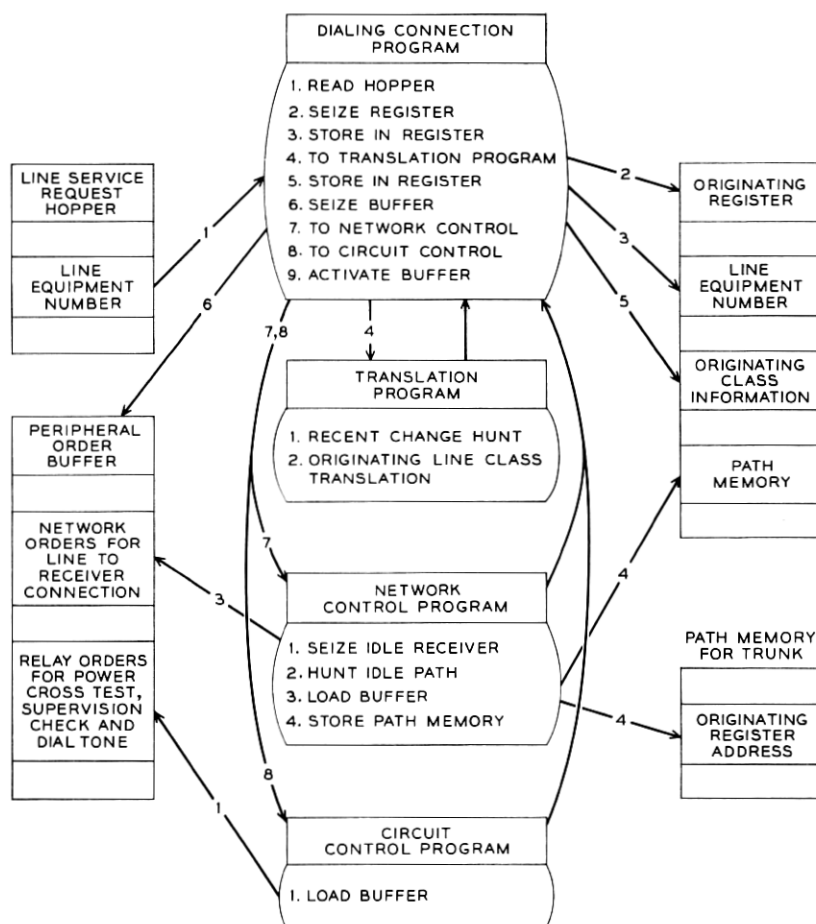 DIALING CONNECTION
PROGRAM
1. READ HOPPER
2. SEIZE REGISTER
3. STORE IN REGISTER
4. TO TRANSLATION PROGRAM
5. STORE IN REGISTER
6. SEIZE BUFFER
7. TO NETWORK CONTROL
8. TO CIRCUIT CONTROL
9. ACTIVATE BUFFER
LINE SERVICE
REQUEST
HOPPER
LINE
EQUIPMENT
NUMBER
1
6
7,8
4
2
3
5
ORIGINATING
REGISTER
LINE
EQUIPMENT
NUMBER
ORIGINATING
CLASS
INFORMATION
PATH
MEMORY
TRANSLATION
PROGRAM
1. RECENT CHANGE HUNT
2. ORIGINATING LINE CLASS
TRANSLATION
PERIPHERAL
ORDER
BUFFER
NETWORK
ORDERS FOR
LINE TO
RECEIVER
CONNECTION
RELAY ORDERS
FOR POWER
CROSS TEST,
SUPERVISION
CHECK AND
DIAL TONE
7
3
NETWORK
CONTROL PROGRAM
1. SEIZE IDLE RECEIVER
2. HUNT IDLE PATH
3. LOAD BUFFER
4. STORE PATH MEMORY
4
4
PATH MEMORY
FOR TRUNK
ORIGINATING
REGISTER
ADDRESS
8
1
CIRCUIT
CONTROL PROGRAM
1. LOAD BUFFER